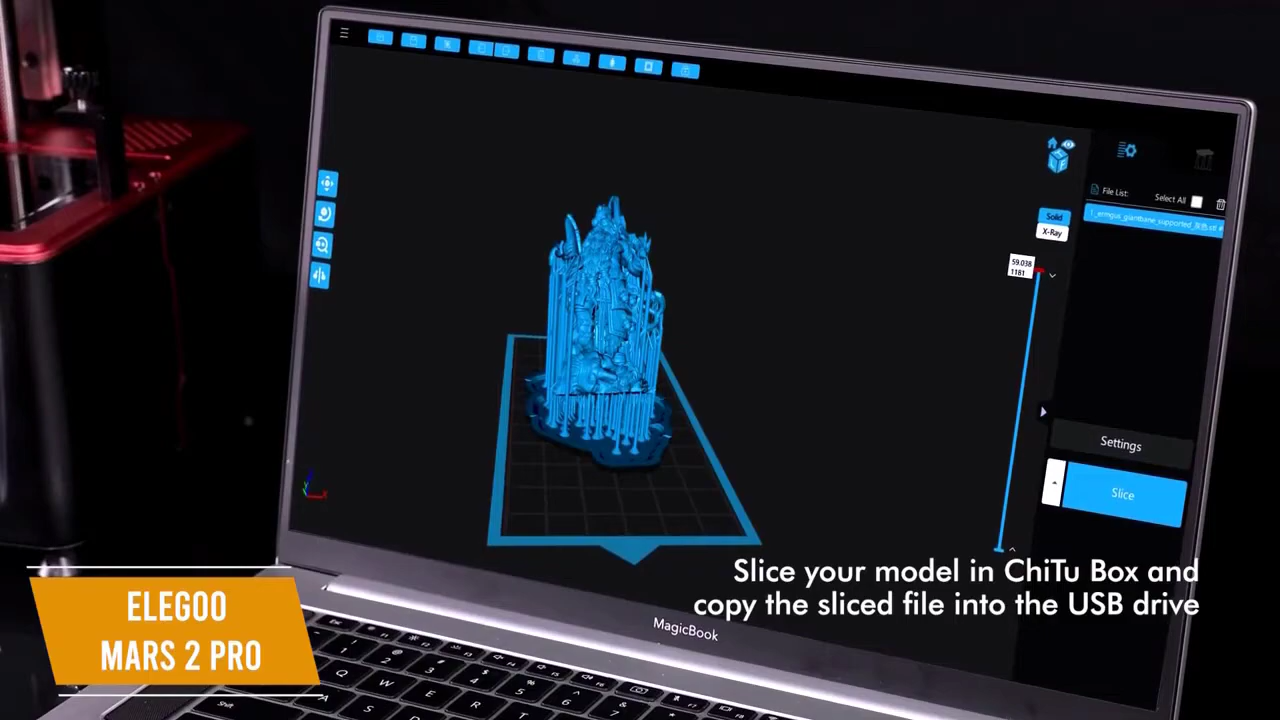 File List:
Select All
Solid
X-Ray
59.038
1181
Settings
Slice
Slice your model in ChiTu Box and
copy the sliced file into the USB drive
MagicBook
ELEGOO
MARS 2 PRO